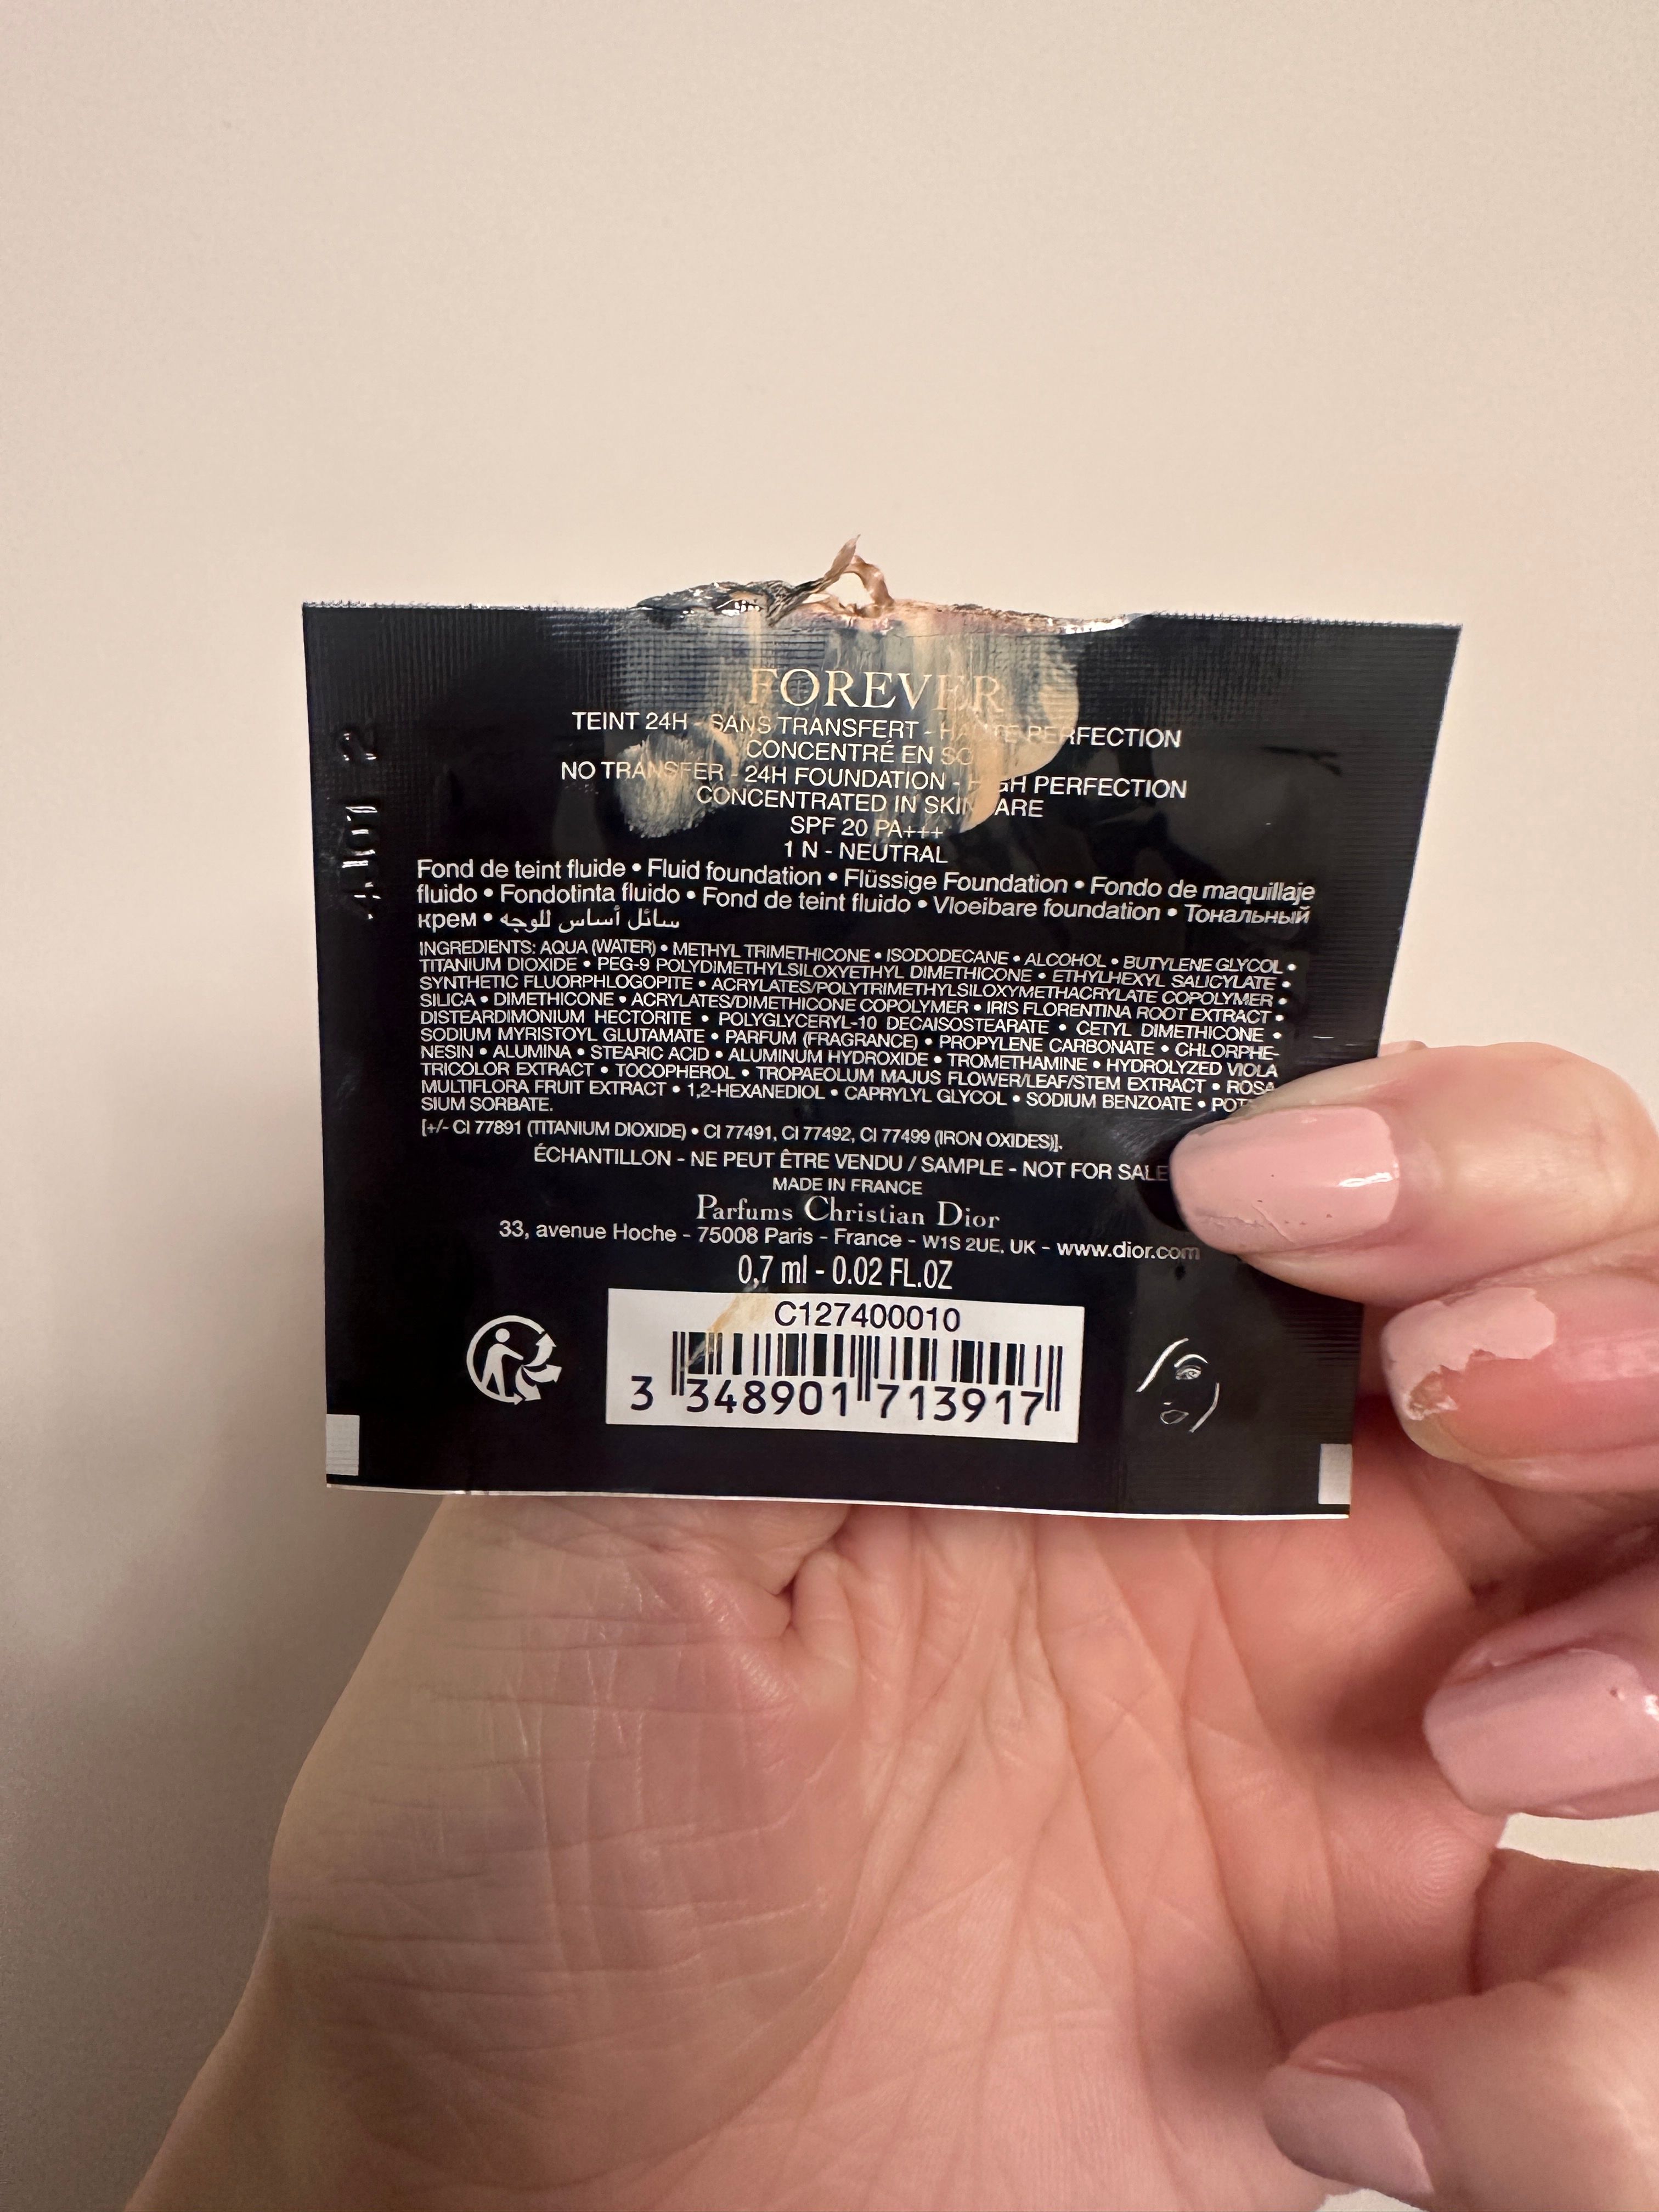 FOREVER
TEINT 24H - SANS TRANSFERT - HAUTE PERFECTION
CONCENTRÉ EN
NO TRANSFER - 24H FOUNDATION - HIGH PERFECTION
CONCENTRATED IN SKINCARE
SPF 20 PA+++
1 N - NEUTRAL
Fond de teint fluide • Fluid foundation • Flüssige Foundation • Fondo de maquillaje
fluido • Fondotinta fluido • Fond de teint fluido • Vloeibare foundation • Тональный
крем • سائل أساس للوجه
INGREDIENTS: AQUA (WATER) • METHYL TRIMETHICONE • ISODODECANE • ALCOHOL • BUTYLENE GLYCOL •
TITANIUM DIOXIDE • PEG-9 POLYDIMETHYLSILOXYETHYL DIMETHICONE • ETHYLHEXYL SALICYLATE •
SYNTHETIC FLUORPHLOGOPITE • ACRYLATES/POLYTRIMETHYLSILOXYMETHACRYLATE COPOLYMER •
SILICA • DIMETHICONE • ACRYLATES/DIMETHICONE COPOLYMER • IRIS FLORENTINA ROOT EXTRACT •
DISTEARDIMONIUM HECTORITE • POLYGLYCERYL-10 DECAISOSTEARATE • CETYL DIMETHICONE •
SODIUM MYRISTOYL GLUTAMATE • PARFUM (FRAGRANCE) • PROPYLENE CARBONATE • CHLORPHE-
NESIN • ALUMINA • STEARIC ACID • ALUMINUM HYDROXIDE • TROMETHAMINE • HYDROLYZED VIOLA
TRICOLOR EXTRACT • TOCOPHEROL • TROPAEOLUM MAJUS FLOWER/LEAF/STEM EXTRACT • ROSA
MULTIFLORA FRUIT EXTRACT • 1,2-HEXANEDIOL • CAPRYLYL GLYCOL • SODIUM BENZOATE • POT
SIUM SORBATE.
[+/- CI 77891 (TITANIUM DIOXIDE) • CI 77491, CI 77492, CI 77499 (IRON OXIDES)].
ÉCHANTILLON - NE PEUT ÊTRE VENDU / SAMPLE - NOT FOR SALE
MADE IN FRANCE
Parfums Christian Dior
33, avenue Hoche - 75008 Paris - France - W1S 2UE, UK - www.dior.com
0,7 ml - 0.02 FL.OZ
C127400010
3 348901 713917